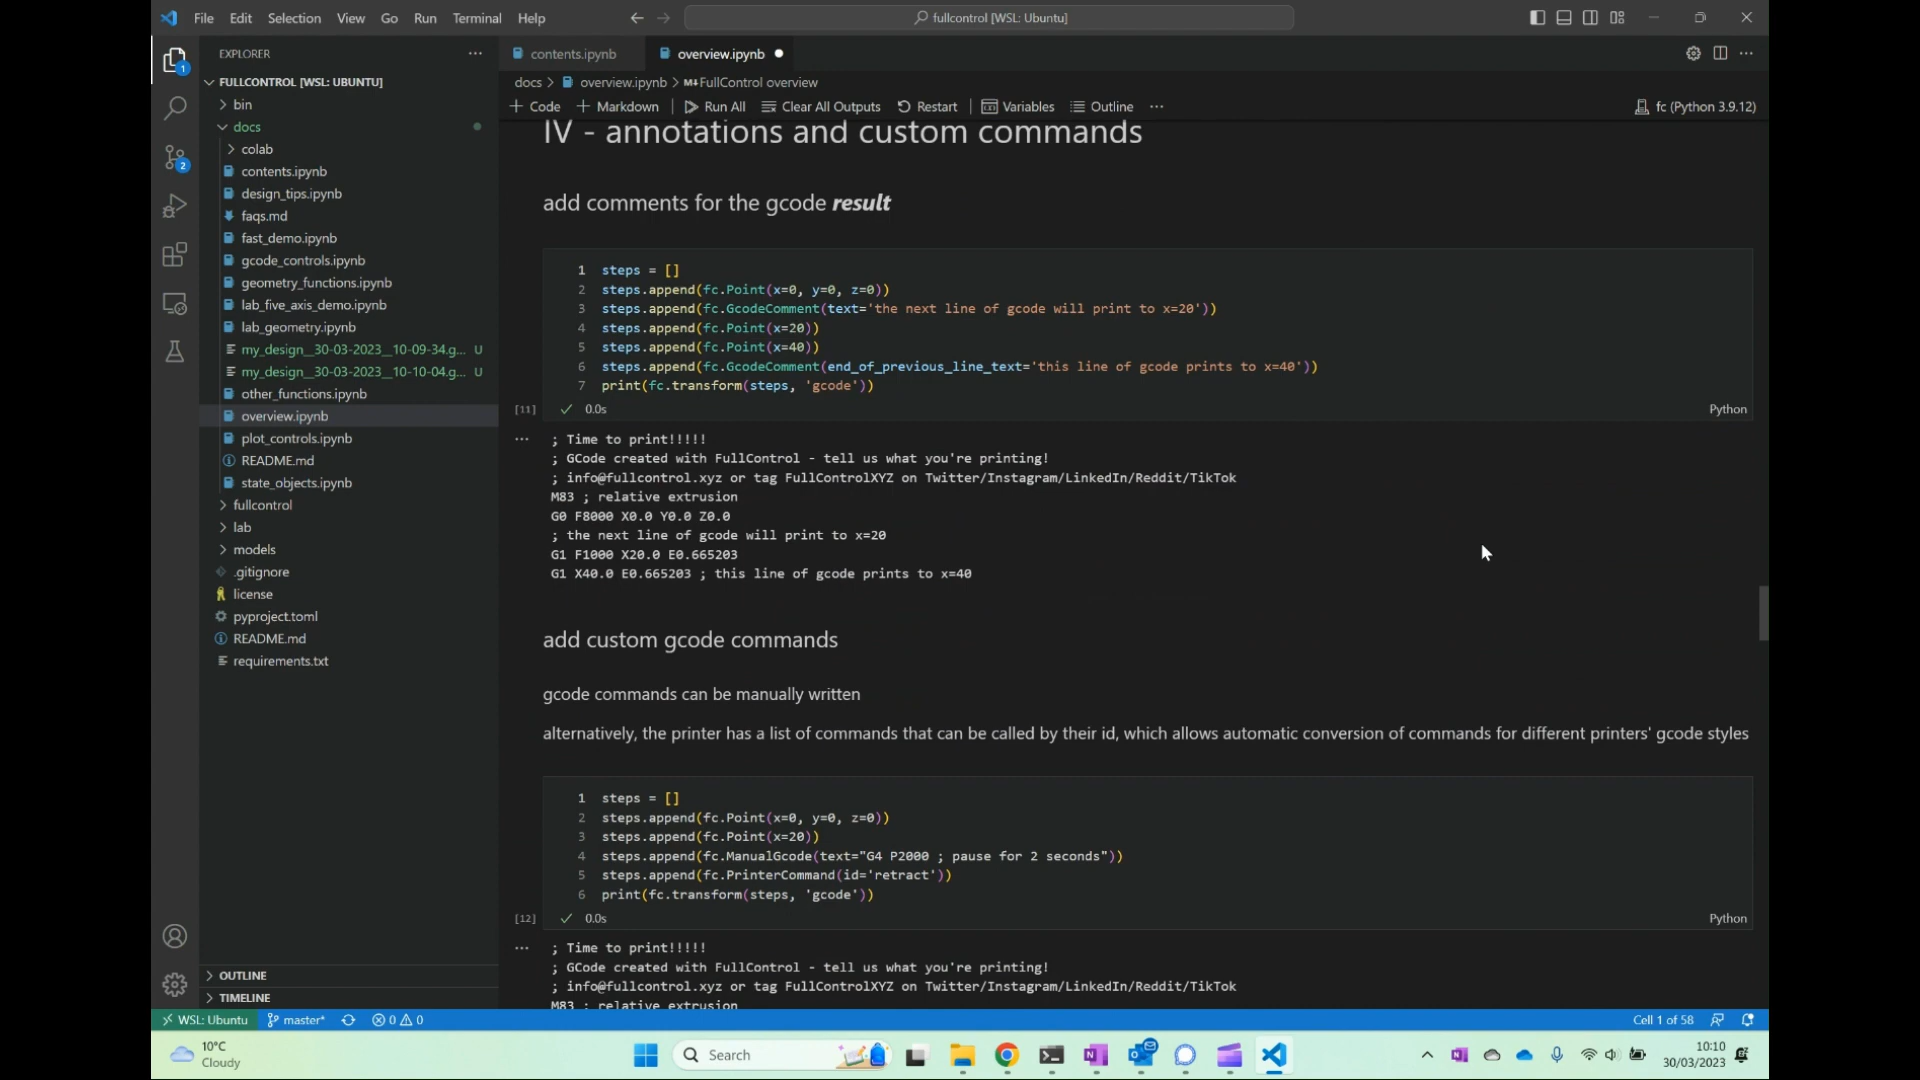 File Edit Selection View Go Run Terminal Help
fullcontrol [WSL: Ubuntu]
EXPLORER
contents.ipynb
overview.ipynb
FULLCONTROL [WSL: UBUNTU]
docs > overview.ipynb > M↓FullControl overview
bin
+ Code + Markdown Run All Clear All Outputs Restart Variables Outline ...
fc (Python 3.9.12)
docs
colab
contents.ipynb
design_tips.ipynb
faqs.md
fast_demo.ipynb
gcode_controls.ipynb
geometry_functions.ipynb
lab_five_axis_demo.ipynb
lab_geometry.ipynb
my_design__30-03-2023__10-09-34.g... U
my_design__30-03-2023__10-10-04.g... U
other_functions.ipynb
overview.ipynb
plot_controls.ipynb
README.md
state_objects.ipynb
fullcontrol
lab
models
.gitignore
license
pyproject.toml
README.md
requirements.txt
OUTLINE
TIMELINE
1
2
IV - annotations and custom commands
add comments for the gcode result
1 steps = []
2 steps.append(fc.Point(x=0, y=0, z=0))
3 steps.append(fc.GcodeComment(text='the next line of gcode will print to x=20'))
4 steps.append(fc.Point(x=20))
5 steps.append(fc.Point(x=40))
6 steps.append(fc.GcodeComment(end_of_previous_line_text='this line of gcode prints to x=40'))
7 print(fc.transform(steps, 'gcode'))
[11] ✓ 0.0s
Python
; Time to print!!!!!
; GCode created with FullControl - tell us what you're printing!
; info@fullcontrol.xyz or tag FullControlXYZ on Twitter/Instagram/LinkedIn/Reddit/TikTok
M83 ; relative extrusion
G0 F8000 X0.0 Y0.0 Z0.0
; the next line of gcode will print to x=20
G1 F1000 X20.0 E0.665203
G1 X40.0 E0.665203 ; this line of gcode prints to x=40
add custom gcode commands
gcode commands can be manually written
alternatively, the printer has a list of commands that can be called by their id, which allows automatic conversion of commands for different printers' gcode styles
1 steps = []
2 steps.append(fc.Point(x=0, y=0, z=0))
3 steps.append(fc.Point(x=20))
4 steps.append(fc.ManualGcode(text="G4 P2000 ; pause for 2 seconds"))
5 steps.append(fc.PrinterCommand(id='retract'))
6 print(fc.transform(steps, 'gcode'))
[12] ✓ 0.0s
Python
; Time to print!!!!!
; GCode created with FullControl - tell us what you're printing!
; info@fullcontrol.xyz or tag FullControlXYZ on Twitter/Instagram/LinkedIn/Reddit/TikTok
M83 ; relative extrusion
WSL: Ubuntu master* 0 0
Cell 1 of 58
10°C
Cloudy
Search
10:10
30/03/2023